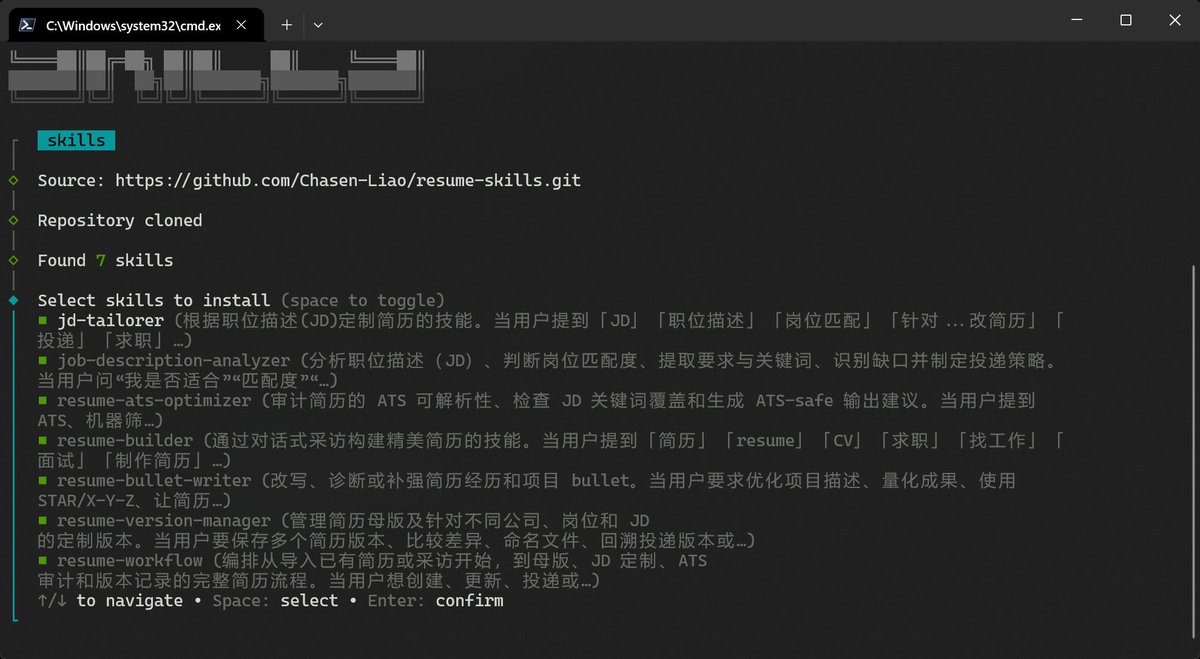 C:\Windows\system32\cmd.ex
skills
Source: https://github.com/Chasen-Liao/resume-skills.git
Repository cloned
Found 7 skills
Select skills to install (space to toggle)
jd-tailorer (根据职位描述(JD)定制简历的技能。当用户提到「JD」「职位描述」「岗位匹配」「针对...改简历」「
投递」「求职」…)
job-description-analyzer (分析职位描述（JD）、判断岗位匹配度、提取要求与关键词、识别缺口并制定投递策略。
当用户问“我是否适合”“匹配度”“…)
resume-ats-optimizer (审计简历的 ATS 可解析性、检查 JD 关键词覆盖和生成 ATS-safe 输出建议。当用户提到
ATS、机器筛…)
resume-builder (通过对话式采访构建精美简历的技能。当用户提到「简历」「resume」「CV」「求职」「找工作」「
面试」「制作简历」…)
resume-bullet-writer (改写、诊断或补强简历经历和项目 bullet。当用户要求优化项目描述、量化成果、使用
STAR/X-Y-Z、让简历…)
resume-version-manager (管理简历母版及针对不同公司、岗位和 JD
的定制版本。当用户要保存多个简历版本、比较差异、命名文件、回溯投递版本或…)
resume-workflow (编排从导入已有简历或采访开始，到母版、JD 定制、ATS
审计和版本记录的完整简历流程。当用户想创建、更新、投递或…)
↑/↓ to navigate • Space: select • Enter: confirm